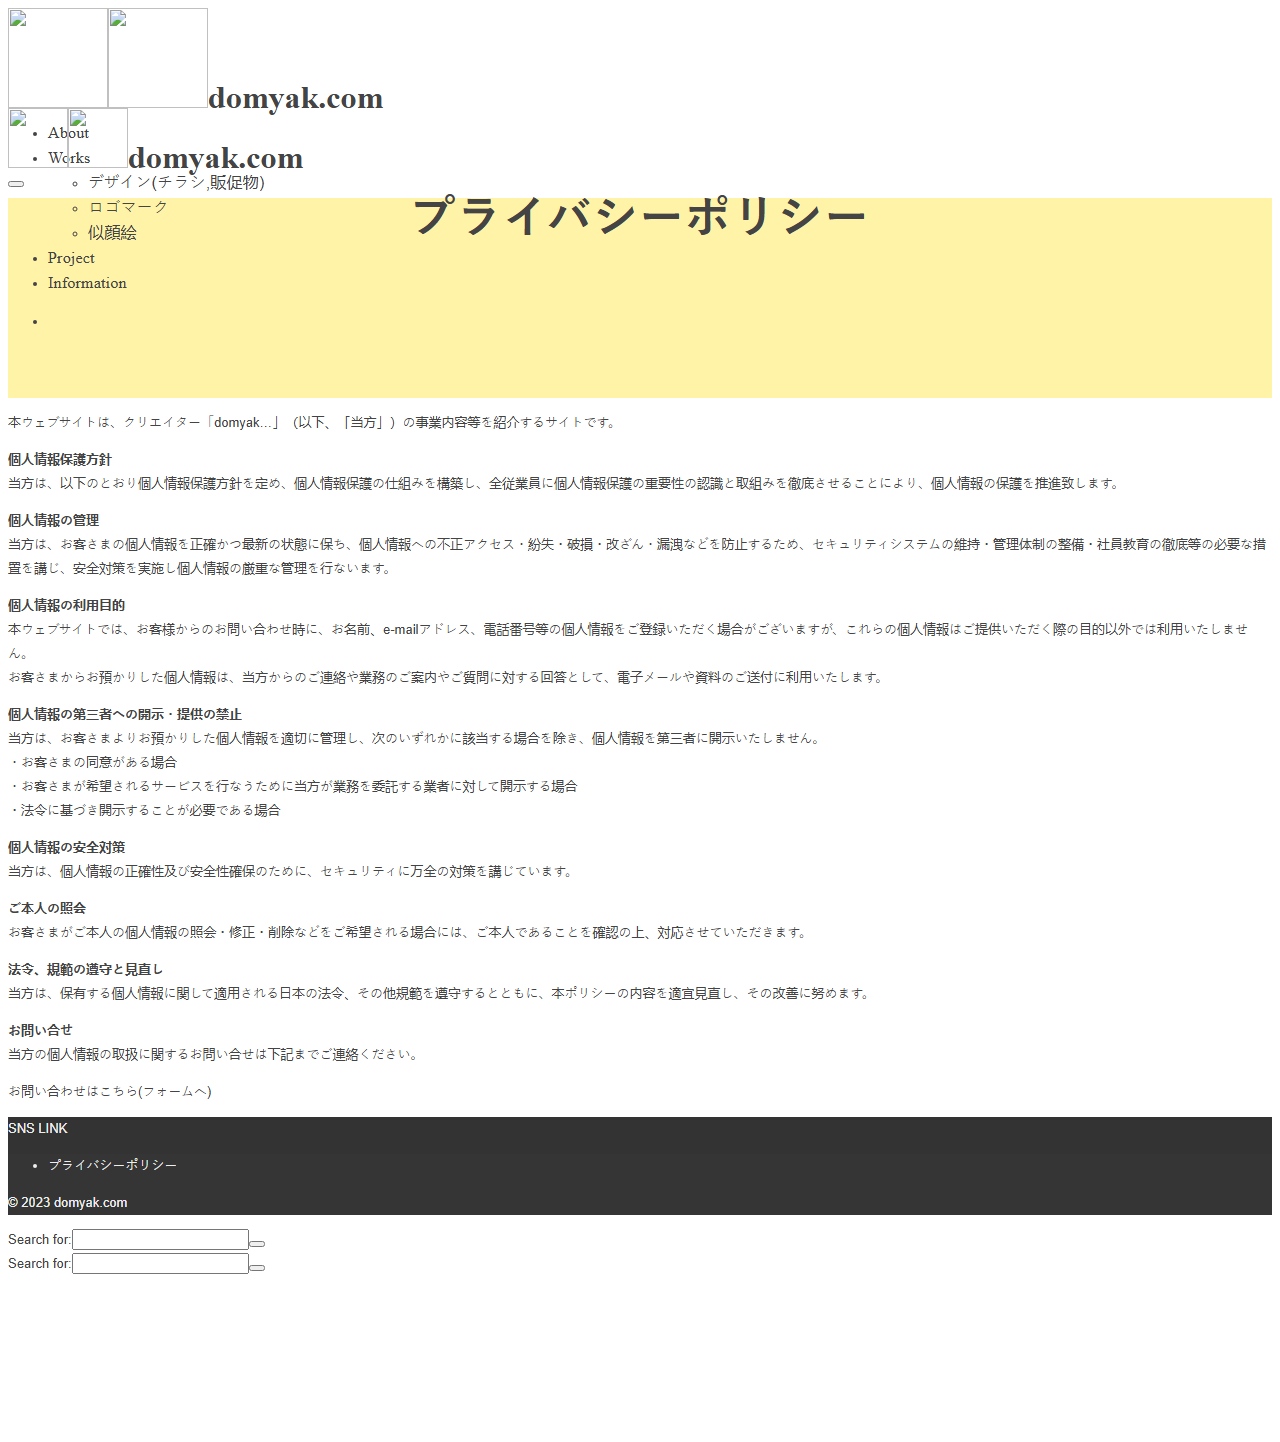 domyak.com
About
Works
domyak.com
デザイン(チラシ,販促物)
ロゴマーク
プライバシーポリシー
似顔絵
Project
Information
本ウェブサイトは、クリエイター「domyak…」（以下、「当方」）の事業内容等を紹介するサイトです。
個人情報保護方針
当方は、以下のとおり個人情報保護方針を定め、個人情報保護の仕組みを構築し、全従業員に個人情報保護の重要性の認識と取組みを徹底させることにより、個人情報の保護を推進致します。
個人情報の管理
当方は、お客さまの個人情報を正確かつ最新の状態に保ち、個人情報への不正アクセス・紛失・破損・改ざん・漏洩などを防止するため、セキュリティシステムの維持・管理体制の整備・社員教育の徹底等の必要な措
置を講じ、安全対策を実施し個人情報の厳重な管理を行ないます。
個人情報の利用目的
本ウェブサイトでは、お客様からのお問い合わせ時に、お名前、e-mailアドレス、電話番号等の個人情報をご登録いただく場合がございますが、これらの個人情報はご提供いただく際の目的以外では利用いたしませ
ん。
お客さまからお預かりした個人情報は、当方からのご連絡や業務のご案内やご質問に対する回答として、電子メールや資料のご送付に利用いたします。
個人情報の第三者への開示・提供の禁止
当方は、お客さまよりお預かりした個人情報を適切に管理し、次のいずれかに該当する場合を除き、個人情報を第三者に開示いたしません。
・お客さまの同意がある場合
・お客さまが希望されるサービスを行なうために当方が業務を委託する業者に対して開示する場合
・法令に基づき開示することが必要である場合
個人情報の安全対策
当方は、個人情報の正確性及び安全性確保のために、セキュリティに万全の対策を講じています。
ご本人の照会
お客さまがご本人の個人情報の照会・修正・削除などをご希望される場合には、ご本人であることを確認の上、対応させていただきます。
法令、規範の遵守と見直し
当方は、保有する個人情報に関して適用される日本の法令、その他規範を遵守するとともに、本ポリシーの内容を適宜見直し、その改善に努めます。
お問い合せ
当方の個人情報の取扱に関するお問い合せは下記までご連絡ください。
お問い合わせはこちら(フォームへ)
SNS LINK
プライバシーポリシー
© 2023 domyak.com
Search for:
Search for: